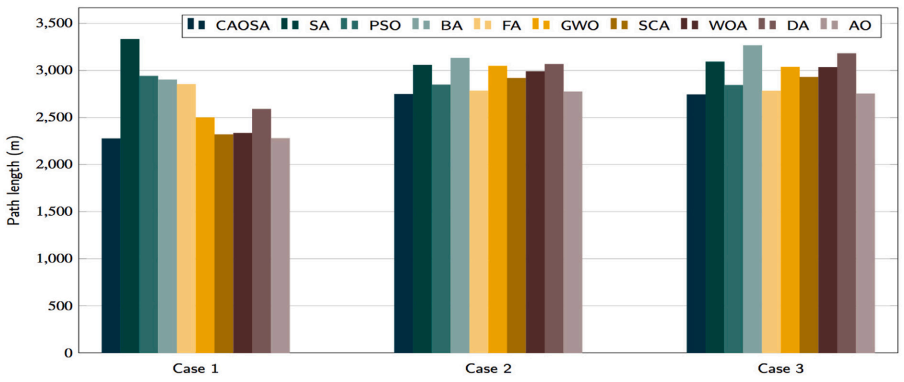 CAOSA SA PSO BA FA GWO SCA WOA DA AO
Path length (m)
3,500
3,000
2,500
2,000
1,500
1,000
500
0
Case 1 Case 2 Case 3